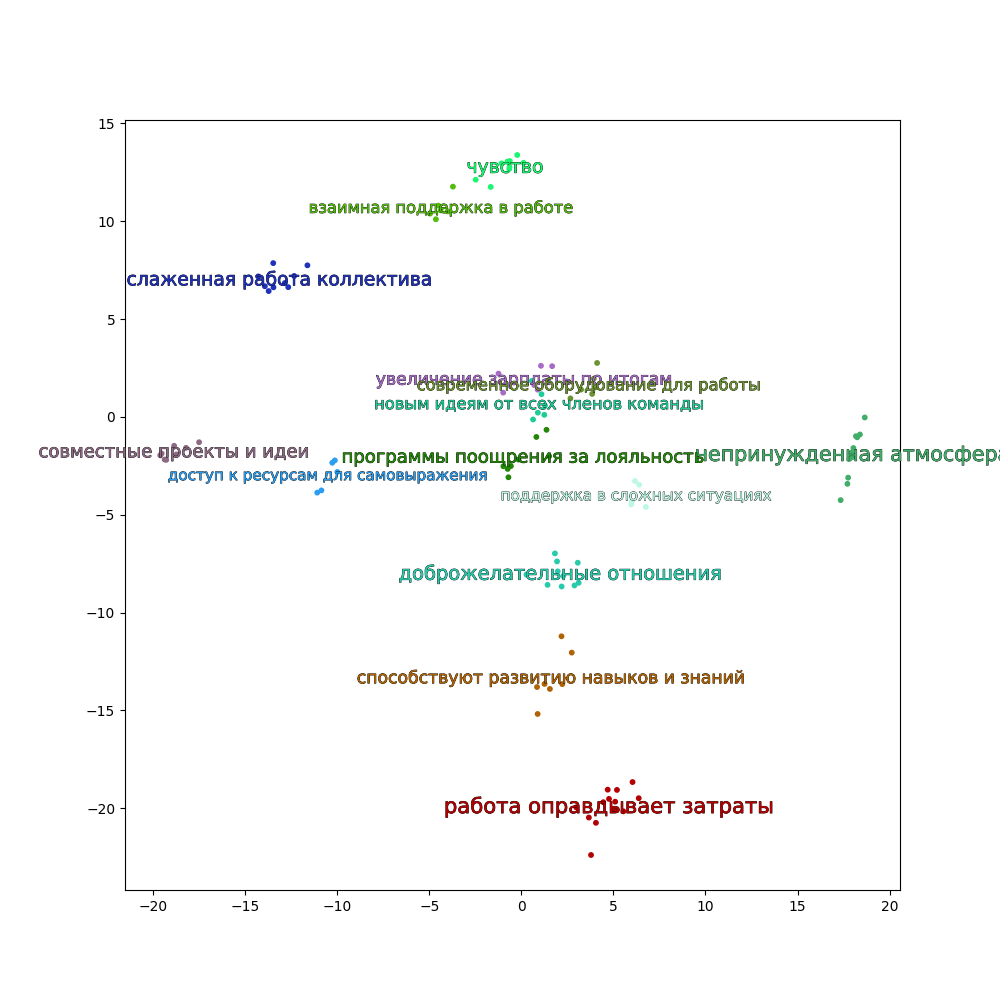 15
чувство
взаимная поддержка в работе
10
слаженная работа коллектива
5
увеличение зарплаты по итогам
современное оборудование для работы
новым идеям от всех членов команды
0
совместные проекты и идеи
программы поощрения за лояльность
непринужденная атмосфера
доступ к ресурсам для самовыражения
поддержка в сложных ситуациях
−5
доброжелательные отношения
−10
способствуют развитию навыков и знаний
−15
работа оправдывает затраты
−20
−20 −15 −10 −5 0 5 10 15 20